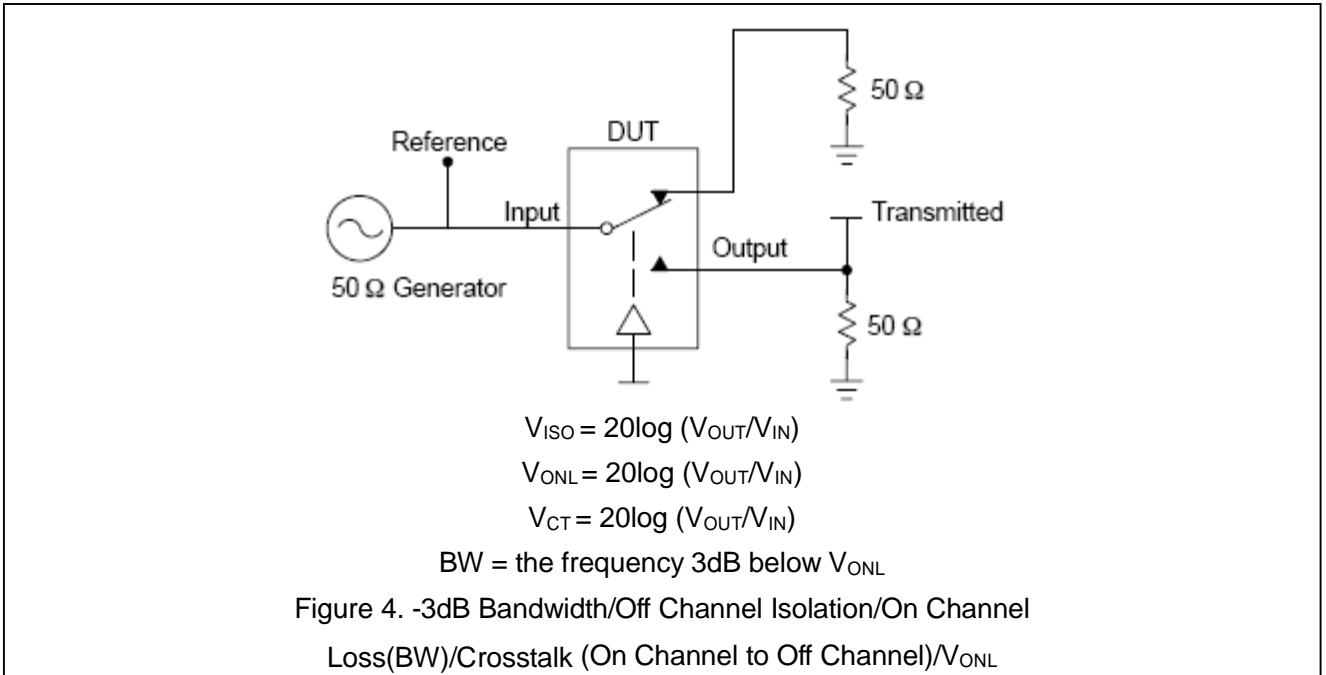 50 Ω
DUT
Reference
Input
Transmitted
Output
50 Ω Generator
50 Ω
VISO = 20log (VOUT/VIN)
VONL = 20log (VOUT/VIN)
VCT = 20log (VOUT/VIN)
BW = the frequency 3dB below VONL
Figure 4. -3dB Bandwidth/Off Channel Isolation/On Channel
Loss(BW)/Crosstalk (On Channel to Off Channel)/VONL